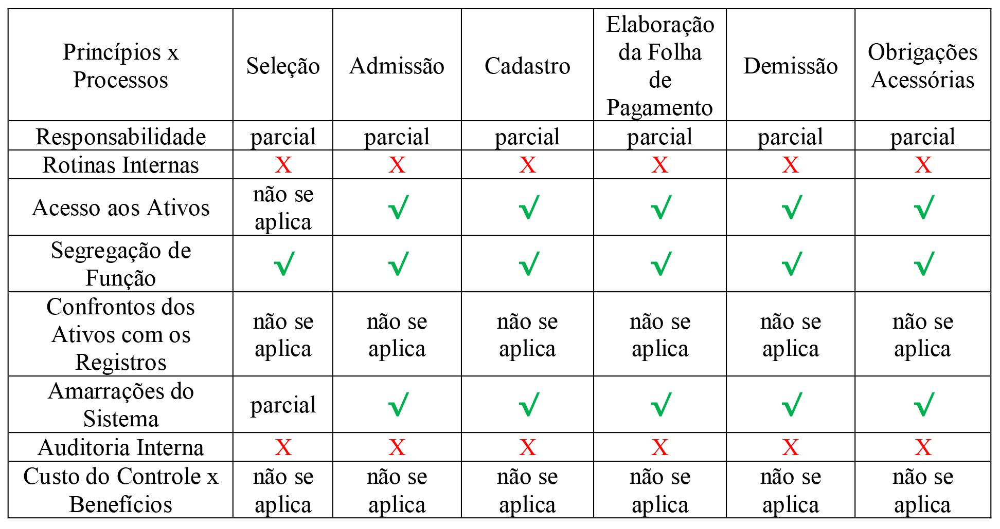 Princípios x
Processos
Seleção
Admissão
Cadastro
Elaboração
da Folha
de
Pagamento
Demissão
Obrigações
Acessórias
Responsabilidade
parcial
parcial
parcial
parcial
parcial
parcial
Rotinas Internas
X
X
X
X
X
X
Acesso aos Ativos
não se
aplica
√
√
√
√
√
Segregação de
Função
√
√
√
√
√
√
Confrontos dos
Ativos com os
Registros
não se
aplica
não se
aplica
não se
aplica
não se
aplica
não se
aplica
não se
aplica
Amarrações do
Sistema
parcial
√
√
√
√
√
Auditoria Interna
X
X
X
X
X
X
Custo do Controle x
Benefícios
não se
aplica
não se
aplica
não se
aplica
não se
aplica
não se
aplica
não se
aplica